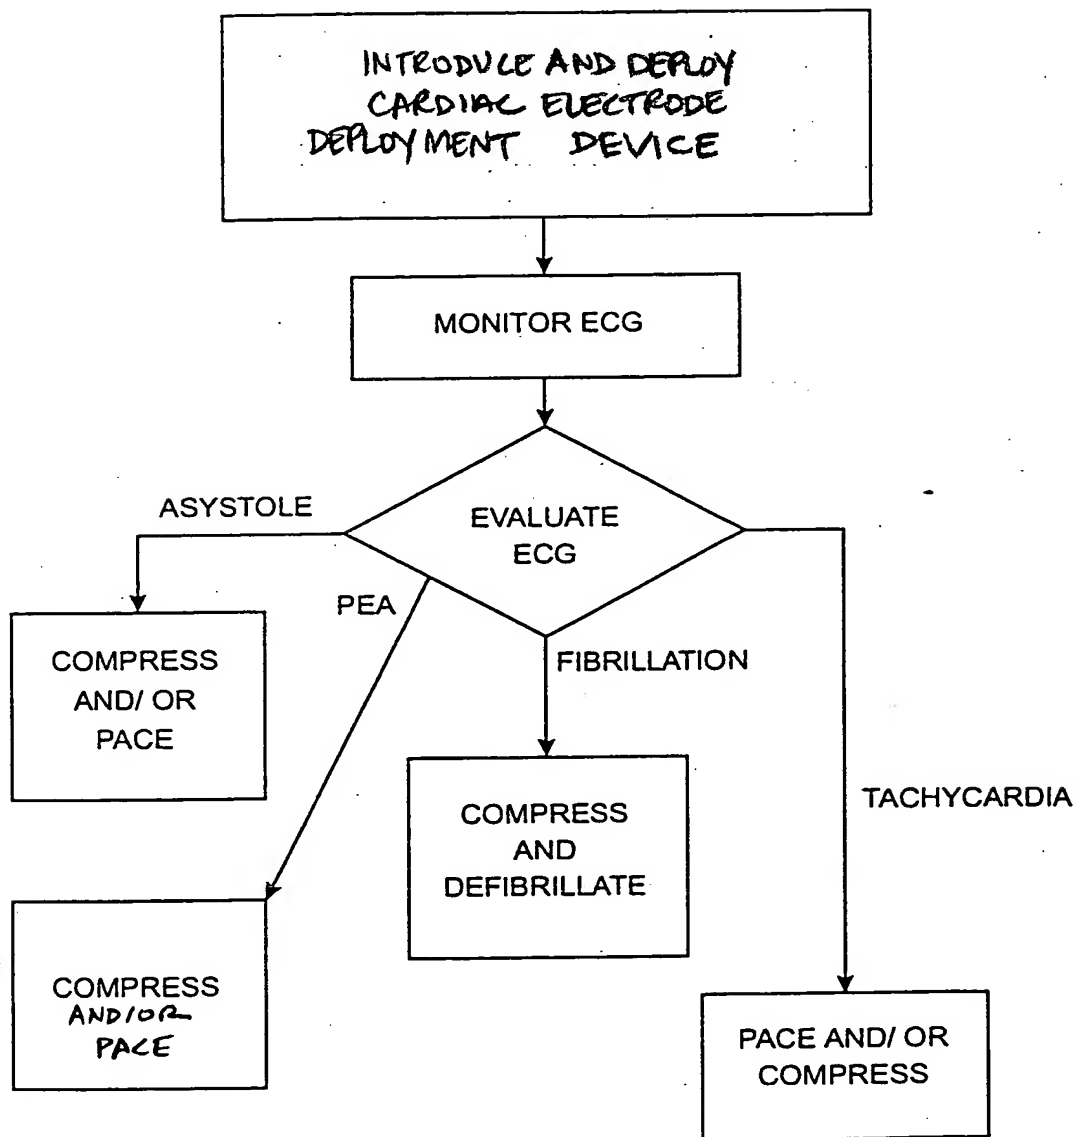 INTRODUCE AND DEPLOY
CARDIAC ELECTRODE
DEPLOYMENT DEVICE
MONITOR ECG
EVALUATE
ECG
ASYSTOLE
PEA
FIBRILLATION
TACHYCARDIA
COMPRESS
AND/ OR
PACE
COMPRESS
AND
DEFIBRILLATE
COMPRESS
AND/OR
PACE
PACE AND/ OR
COMPRESS